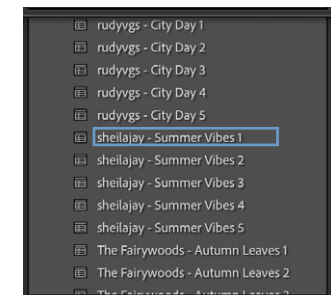 rudyvgs - City Day 1
rudyvgs - City Day 2
rudyvgs - City Day 3
rudyvgs - City Day 4
rudyvgs - City Day 5
sheilajay - Summer Vibes 1
sheilajay - Summer Vibes 2
sheilajay - Summer Vibes 3
sheilajay - Summer Vibes 4
sheilajay - Summer Vibes 5
The Fairywoods - Autumn Leaves 1
The Fairywoods - Autumn Leaves 2